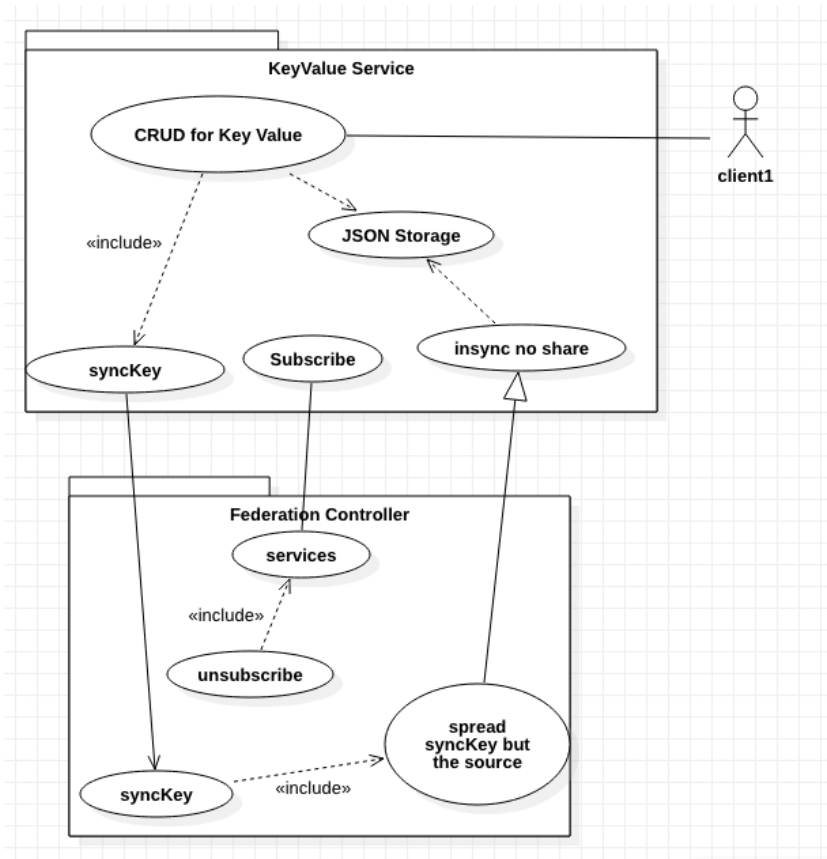 KeyValue Service
CRUD for Key Value
client1
«include»
JSON Storage
insync no share
Subscribe
syncKey
Federation Controller
services
«include»
unsubscribe
spread
syncKey but
the source
«include»
syncKey